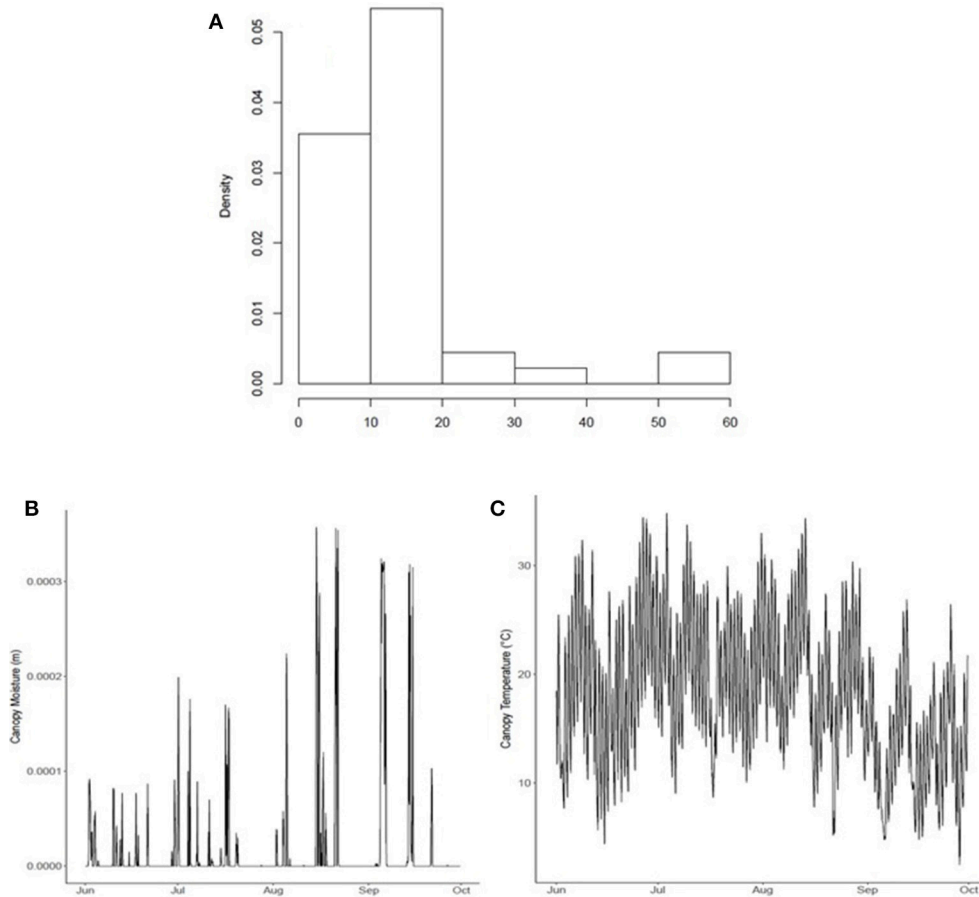 A
Density
0.05
0.04
0.03
0.02
0.01
0.00
0 10 20 30 40 50 60
B
Canopy Moisture (m)
0.0003
0.0002
0.0001
0.0000
Jun Jul Aug Sep Oct
C
Canopy Temperature (°C)
30
20
10
Jun Jul Aug Sep Oct